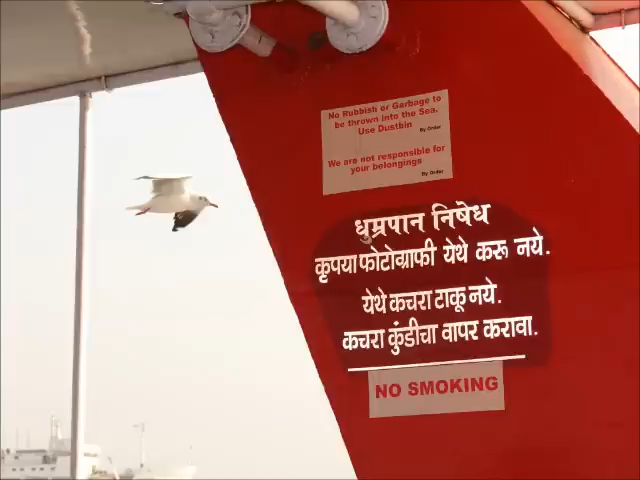 No Rubbish or Garbage to
be thrown into the Sea.
Use Dustbin
By Order
We are not responsible for
your belongings.
By Order
धुम्रपान निषेध
कृपया फोटोग्राफी येथे करू नये.
येथे कचरा टाकू नये.
कचरा कुंडीचा वापर करावा.
NO SMOKING